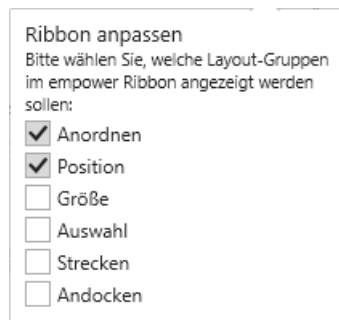 Ribbon anpassen
Bitte wählen Sie, welche Layout-Gruppen
im empower Ribbon angezeigt werden
sollen:
Anordnen
Position
Größe
Auswahl
Strecken
Andocken